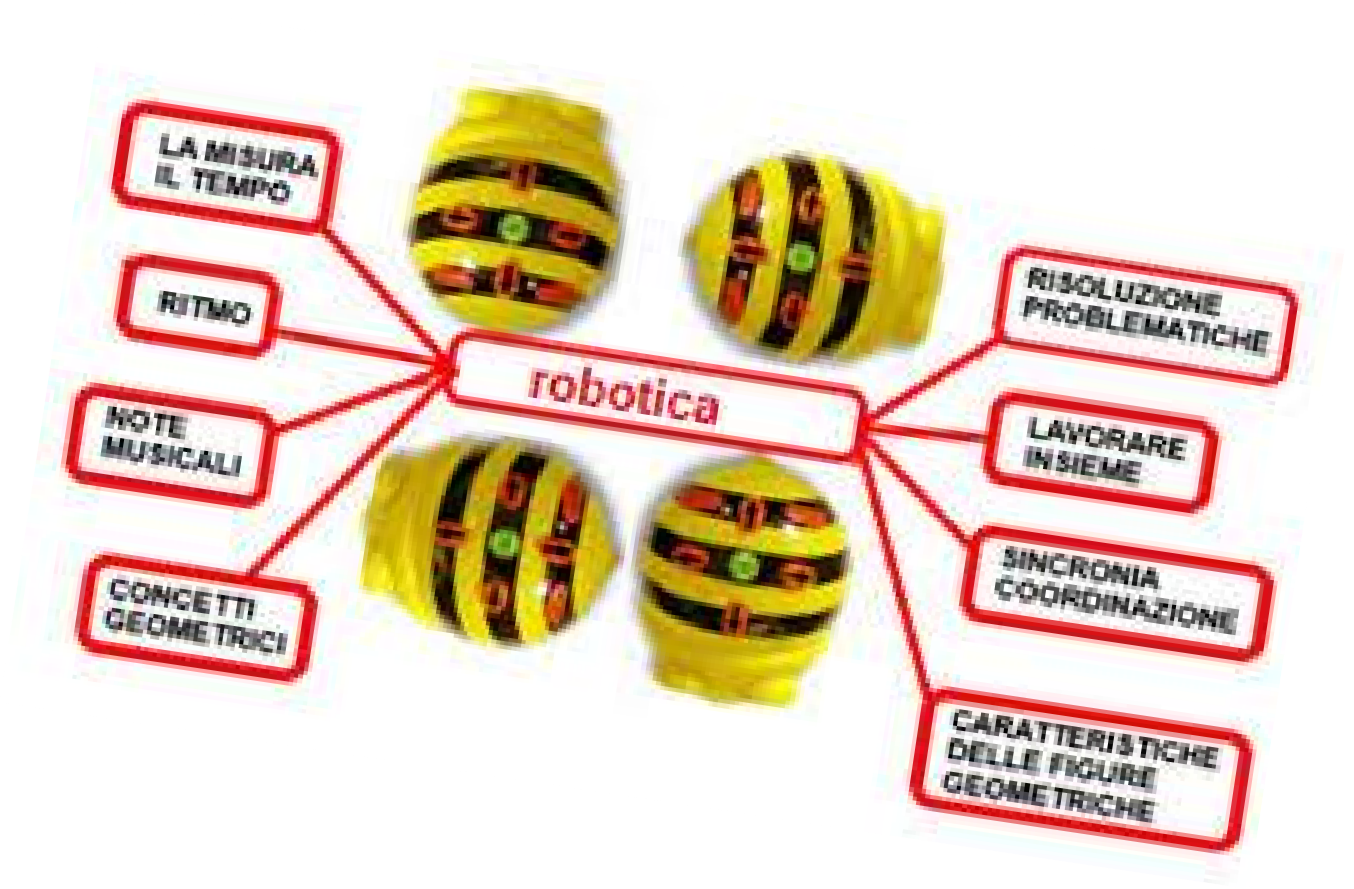 LA MISURA
IL TEMPO
RITMO
NOTE
MUSICALI
CONCETTI
GEOMETRICI
robotica
RISOLUZIONE
PROBLEMATICHE
LAVORARE
INSIEME
SINCRONIA
COORDINAZIONE
CARATTERISTICHE
DELLE FIGURE
GEOMETRICHE